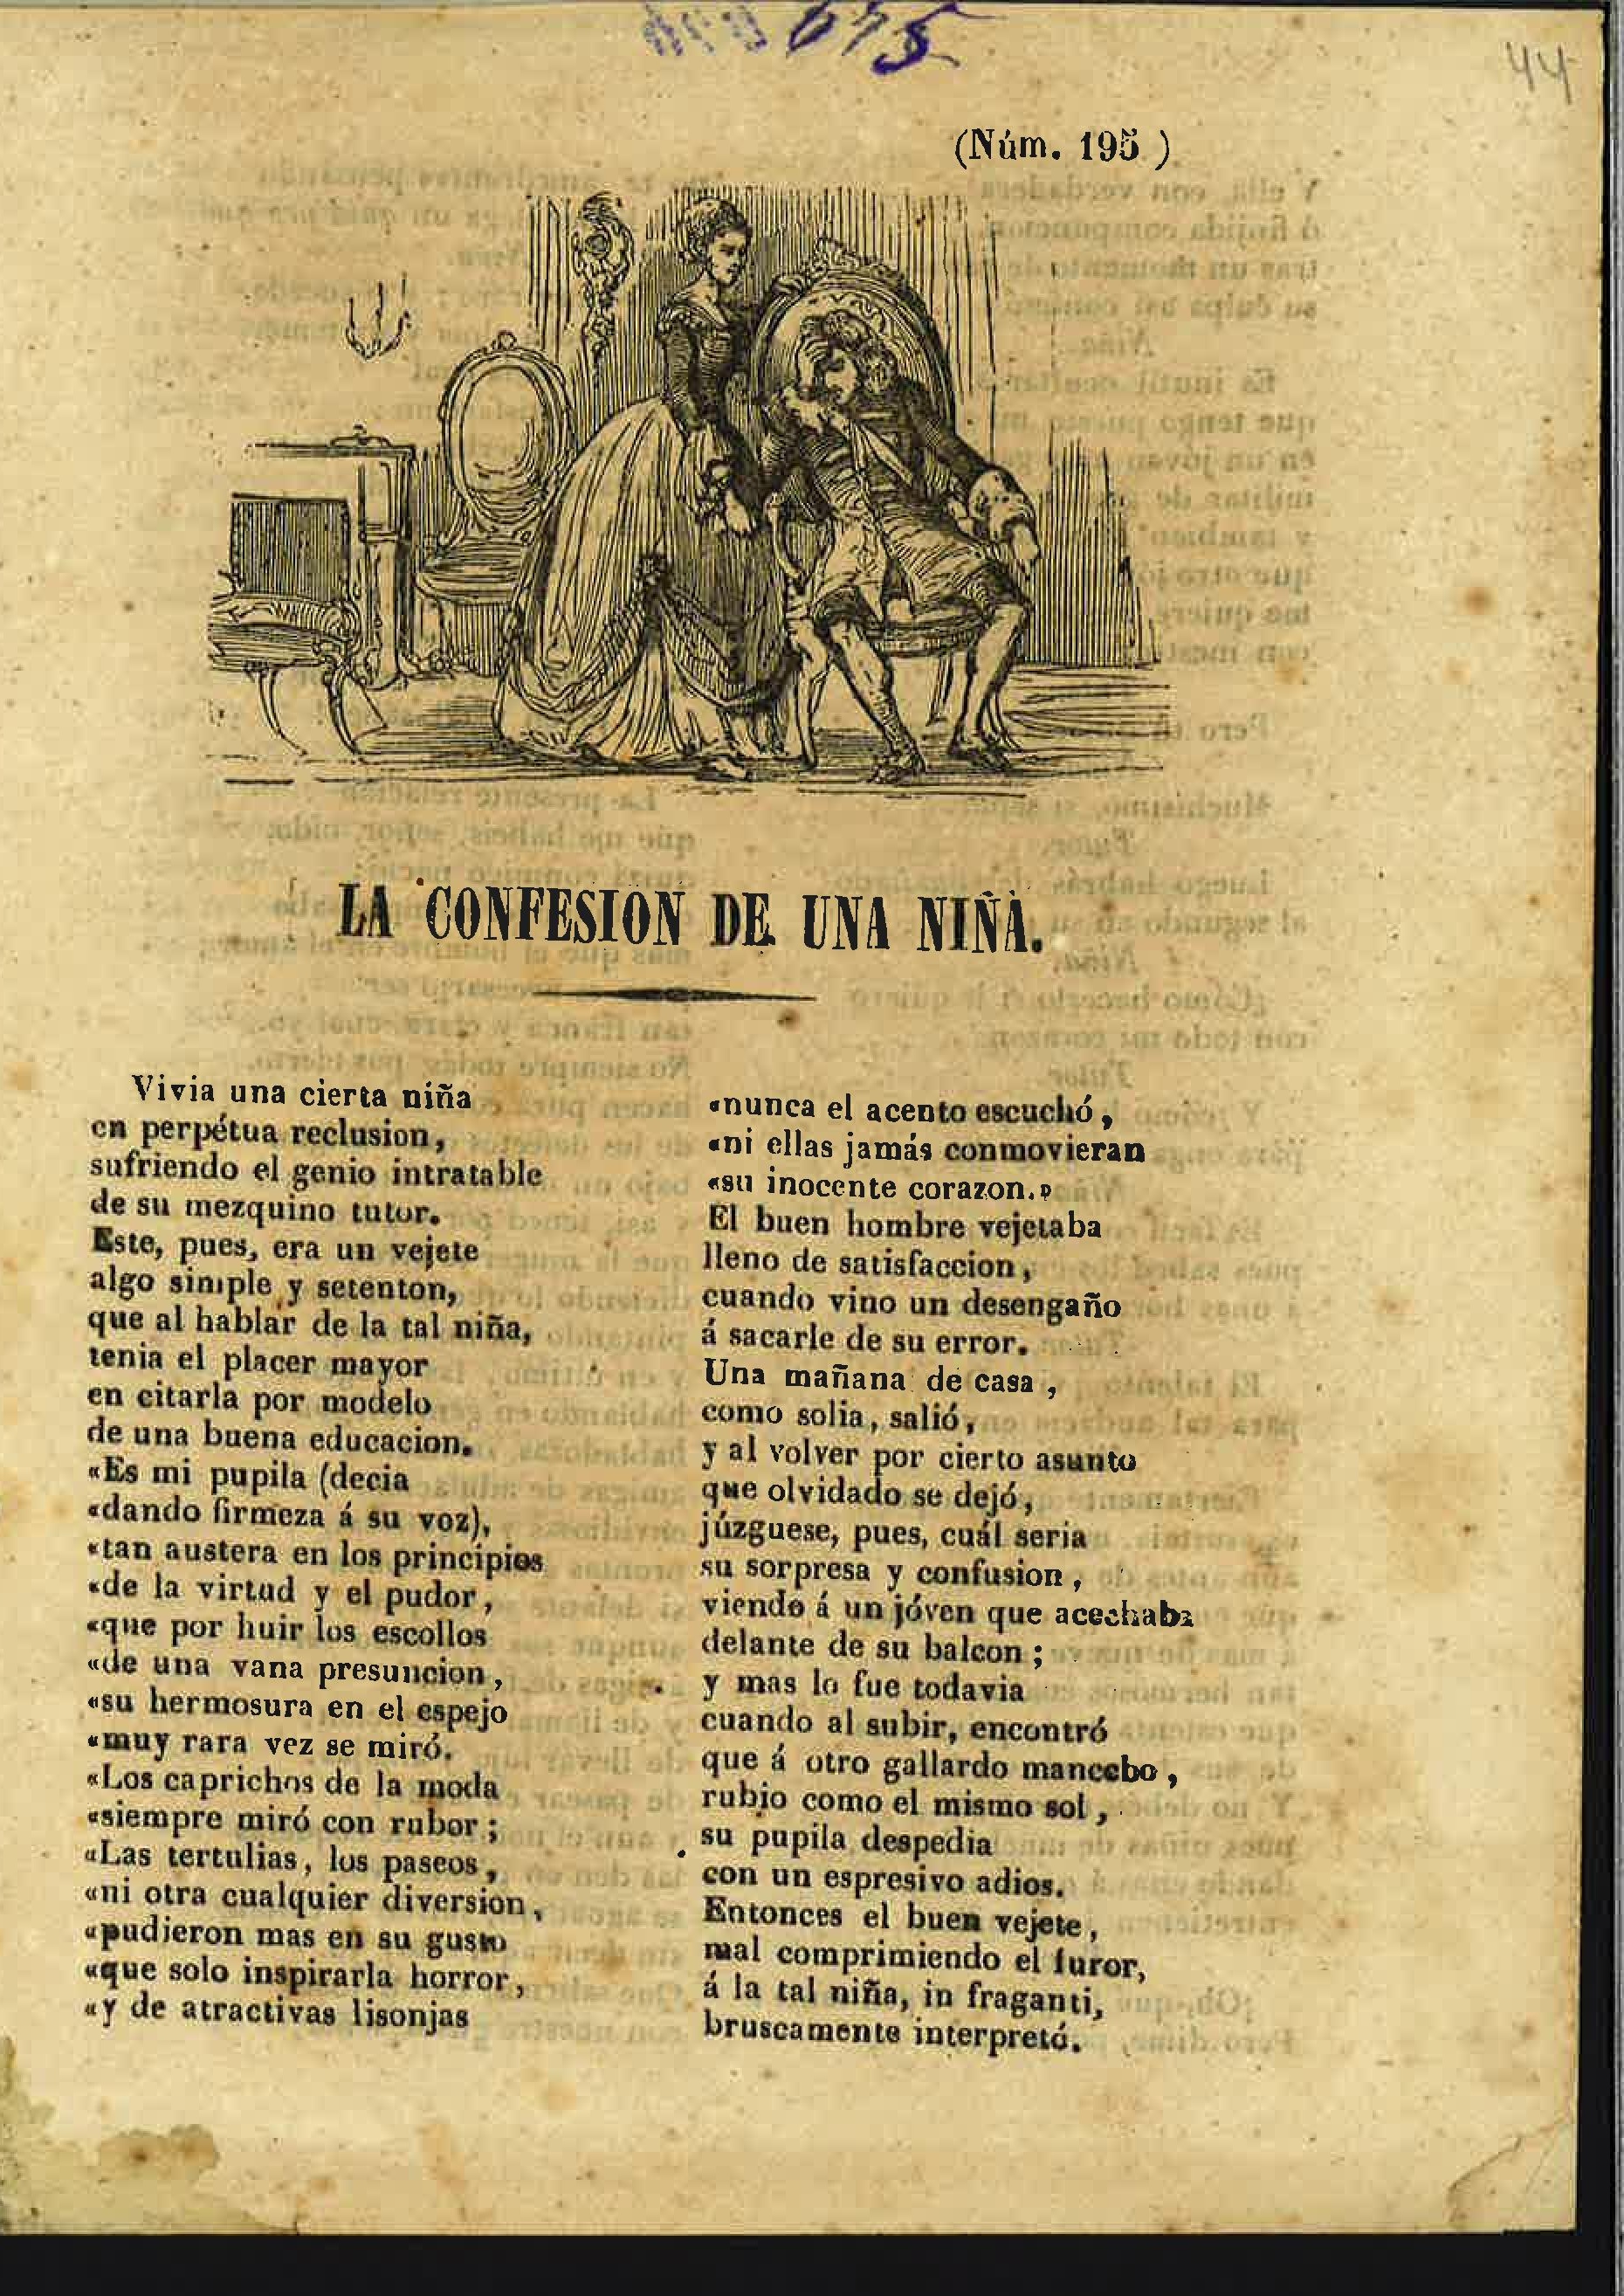 675
44
(Núm. 195 )
LA CONFESION DE UNA NIÑA.
Vivia una cierta niña
en perpétua reclusion,
sufriendo el genio intratable
de su mezquino tutor.
Este, pues, era un vejete
algo simple y setenton,
que al hablar de la tal niña,
tenia el placer mayor
en citarla por modelo
de una buena educacion.
«Es mi pupila (decia
«dando firmeza á su voz),
«tan austera en los principios
«de la virtud y el pudor,
«que por huir los escollos
«de una vana presuncion,
«su hermosura en el espejo
«muy rara vez se miró.
«Los caprichos de la moda
«siempre miró con rubor;
«Las tertulias, los paseos,
«ni otra cualquier diversion,
«pudieron mas en su gusto
«que solo inspirarla horror,
«y de atractivas lisonjas
«nunca el acento escuchó,
«ni ellas jamás conmovieran
«su inocente corazon.»
El buen hombre vejetaba
lleno de satisfaccion,
cuando vino un desengaño
á sacarle de su error.
Una mañana de casa,
como solia, salió,
y al volver por cierto asunto
que olvidado se dejó,
júzguese, pues, cuál seria
su sorpresa y confusion,
viendo á un jóven que acechaba
delante de su balcon;
y mas lo fue todavia
cuando al subir, encontró
que á otro gallardo mancebo,
rubio como el mismo sol,
su pupila despedia
con un espresivo adios.
Entonces el buen vejete,
mal comprimiendo el furor,
á la tal niña, in fraganti,
bruscamente interpretó.